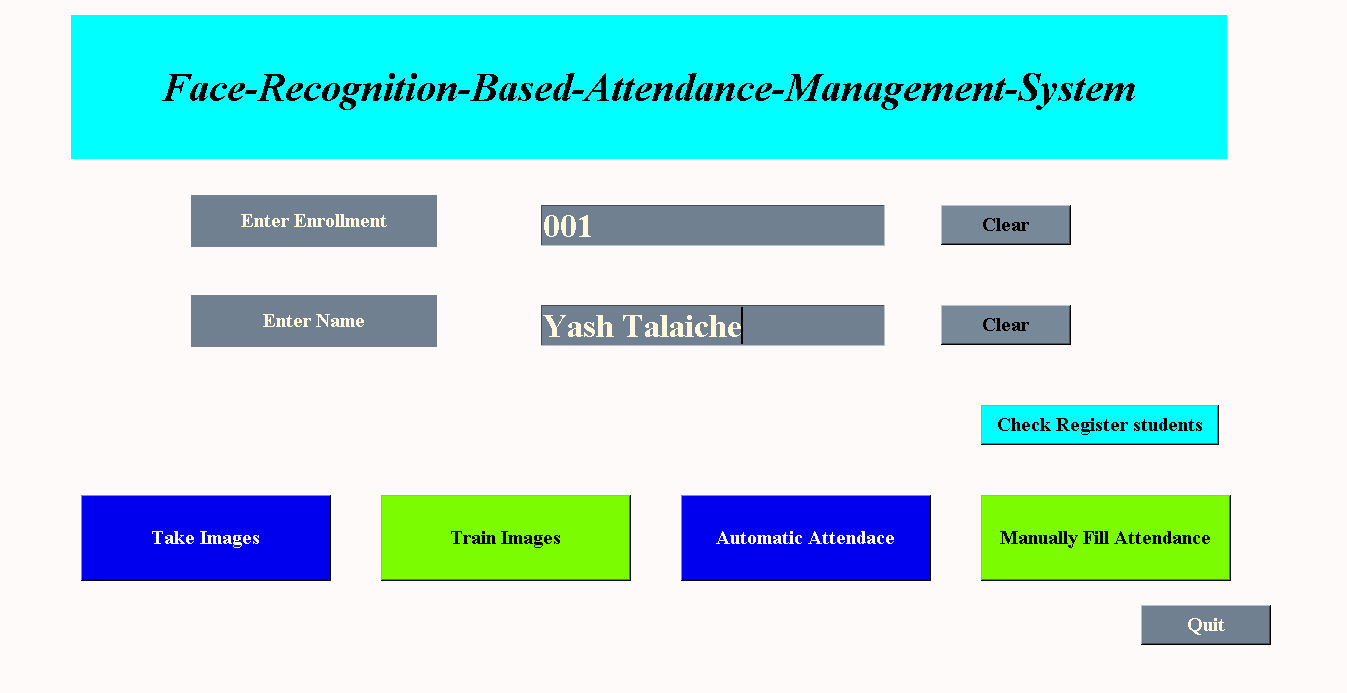 Face-Recognition-Based-Attendance-Management-System
Enter Enrollment
001
Clear
Enter Name
Yash Talaiche
Clear
Check Register students
Take Images
Train Images
Automatic Attendace
Manually Fill Attendance
Quit